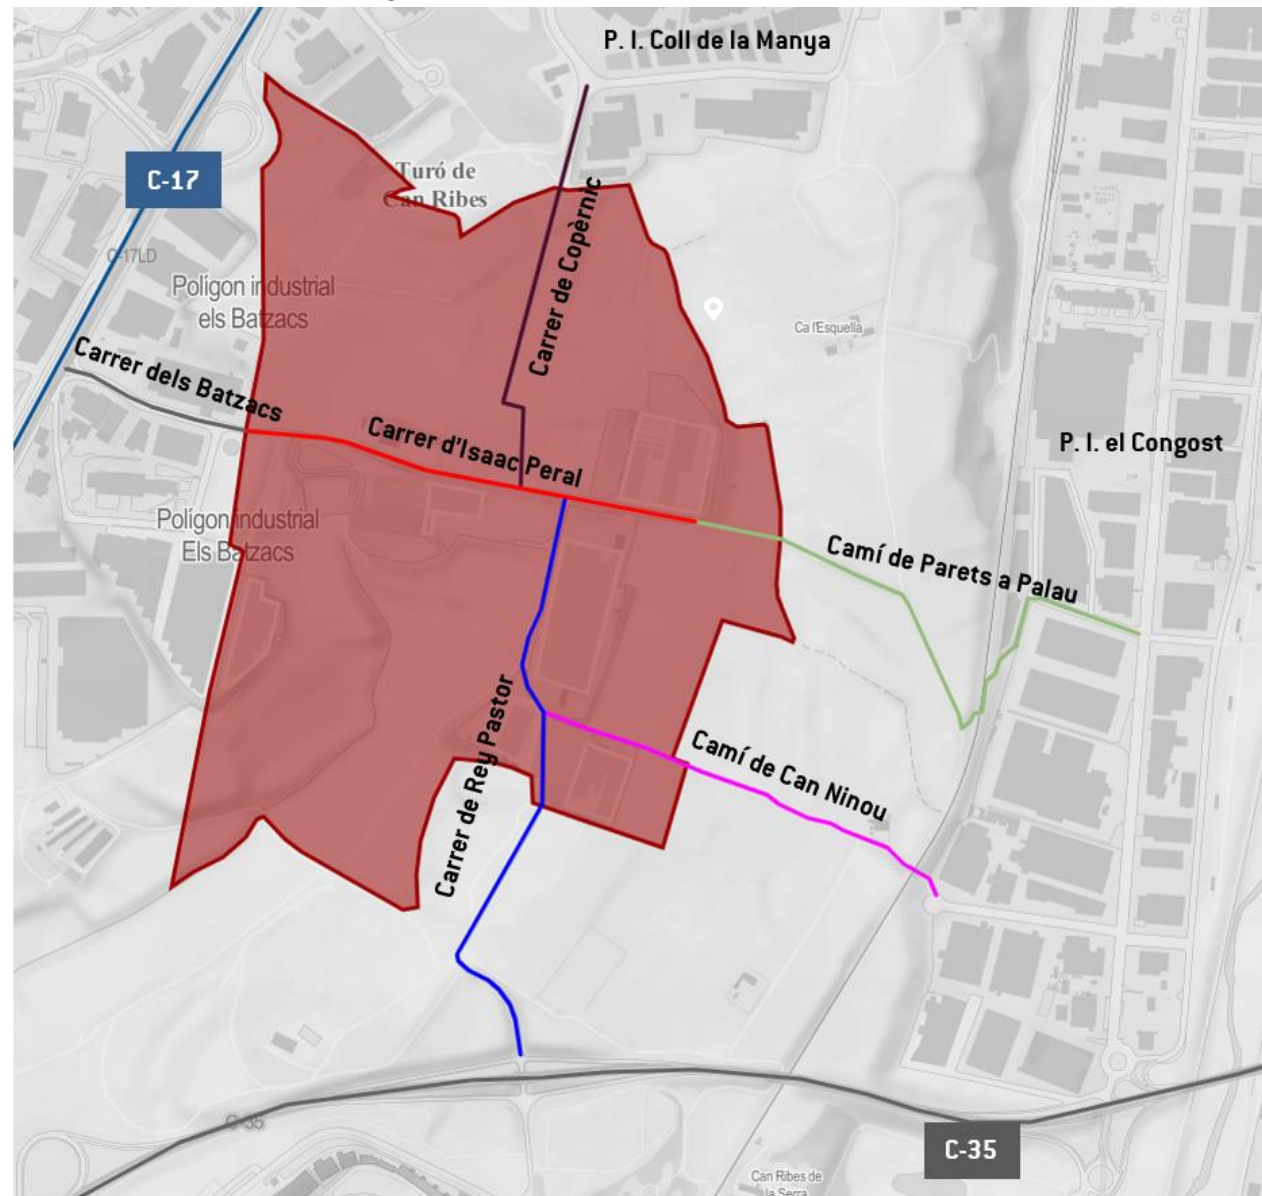 P. I. Coll de la Manya
C-17
Turó de
Can Ribes
C-17LD
Polígon industrial
els Batzacs
Carrer de Copèrnic
Ca l'Esquella
Carrer dels Batzacs
Carrer d'Isaac Peral
P. I. el Congost
Polígon industrial
Els Batzacs
Camí de Parets a Palau
Carrer de Rey Pastor
Camí de Can Ninou
C-35
C-35
Can Ribes de
la Serra